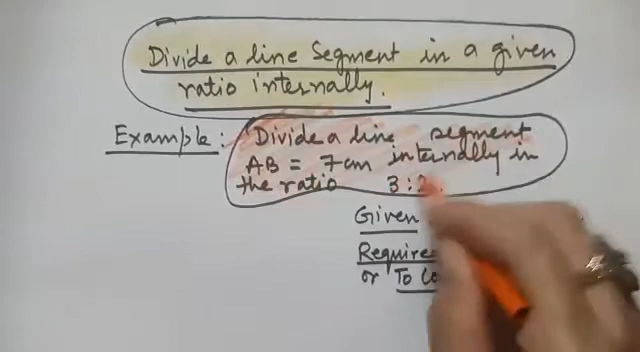 Divide a line Segment in a given
ratio internally.
Example: Divide a line segment
AB = 7cm internally in
the ratio 3:2.
Given
or To